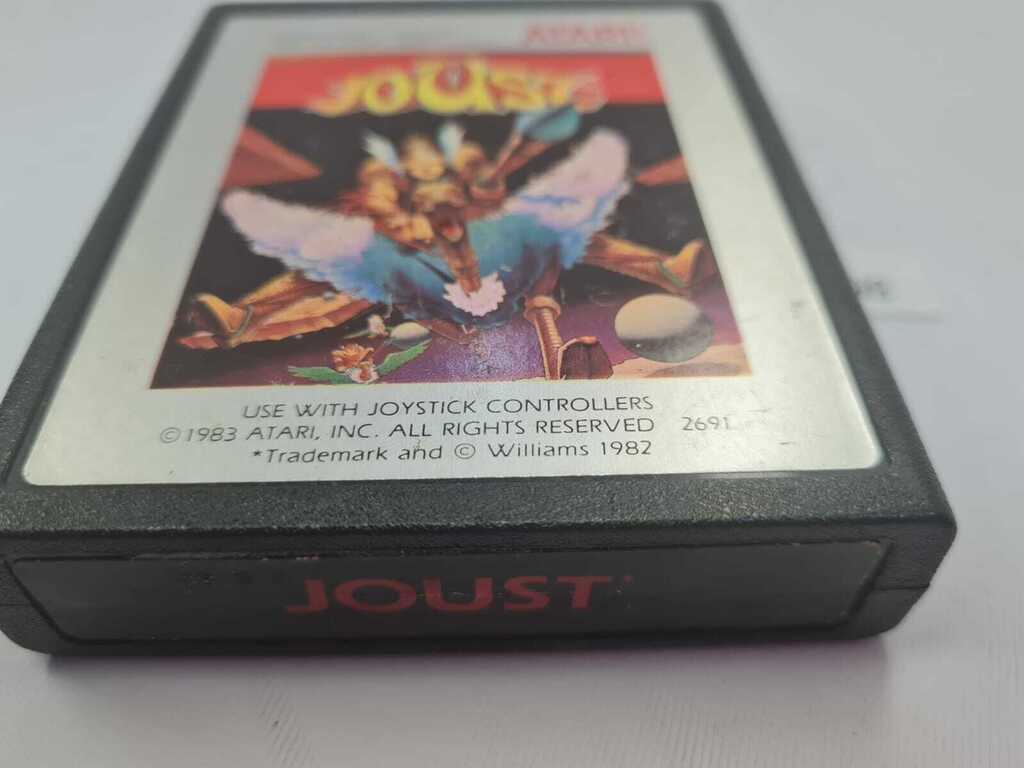 ATARI
JOUST
USE WITH JOYSTICK CONTROLLERS
©1983 ATARI, INC. ALL RIGHTS RESERVED 2691
*Trademark and © Williams 1982
JOUST*